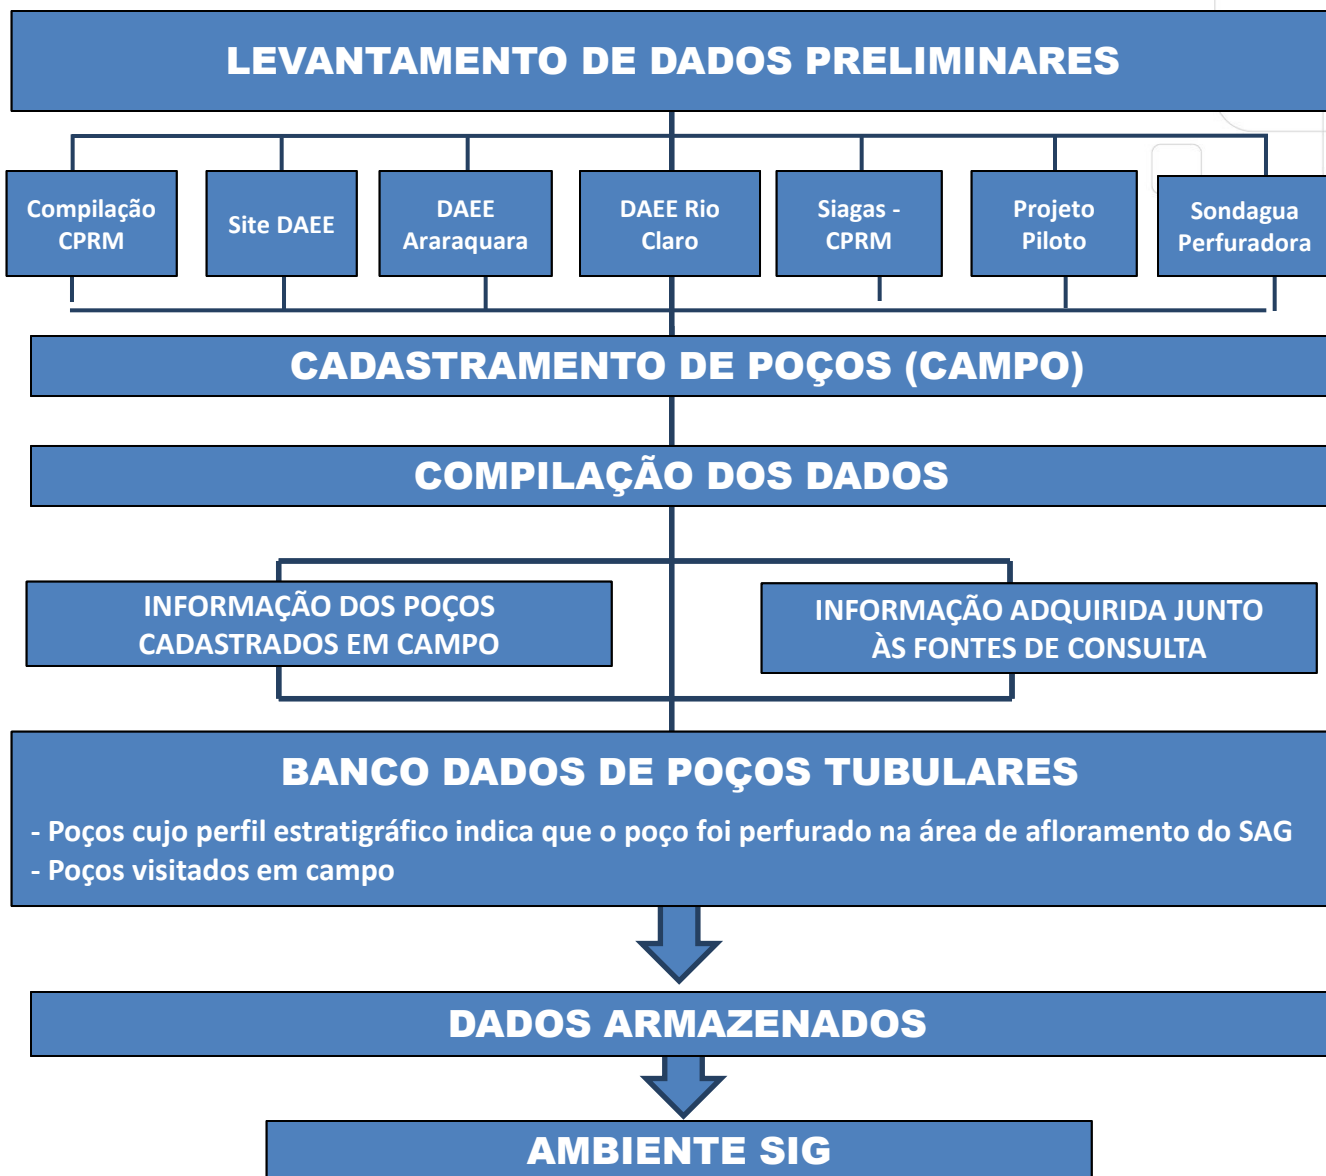 LEVANTAMENTO DE DADOS PRELIMINARES
Compilação
CPRM
Site DAEE
DAEE
Araraquara
DAEE Rio
Claro
Siagas -
CPRM
Projeto
Piloto
Sondagua
Perfuradora
CADASTRAMENTO DE POÇOS (CAMPO)
COMPILAÇÃO DOS DADOS
INFORMAÇÃO DOS POÇOS
CADASTRADOS EM CAMPO
INFORMAÇÃO ADQUIRIDA JUNTO
ÀS FONTES DE CONSULTA
BANCO DADOS DE POÇOS TUBULARES
- Poços cujo perfil estratigráfico indica que o poço foi perfurado na área de afloramento do SAG
- Poços visitados em campo
DADOS ARMAZENADOS
AMBIENTE SIG